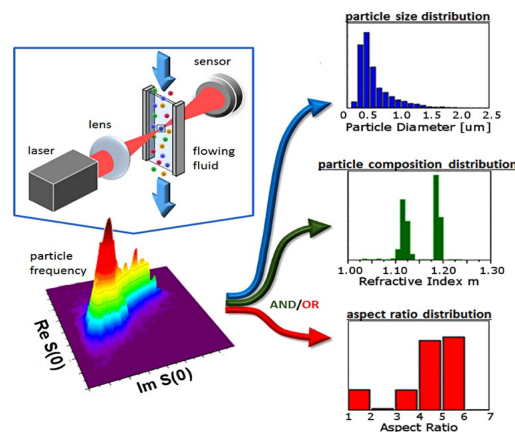 particle size distribution
sensor
lens
laser
flowing
fluid
0 0.5 1.0 1.5 2.0 2.5
Particle Diameter [um]
particle composition distribution
1.00 1.10 1.20 1.30
Refractive Index m
particle
frequency
Re S(0)
Im S(0)
AND/OR
aspect ratio distribution
1 2 3 4 5 6 7
Aspect Ratio